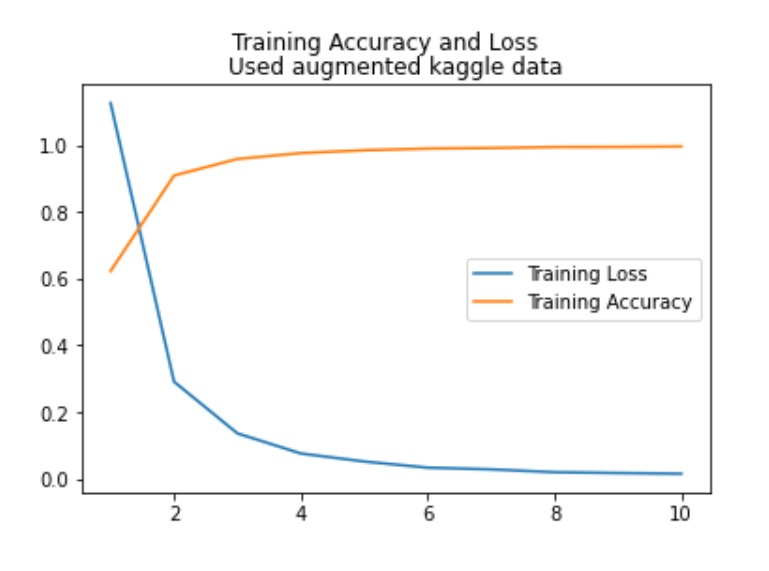 Training Accuracy and Loss
Used augmented kaggle data
1.0
0.8
0.6
0.4
0.2
0.0
Training Loss
Training Accuracy
2 4 6 8 10